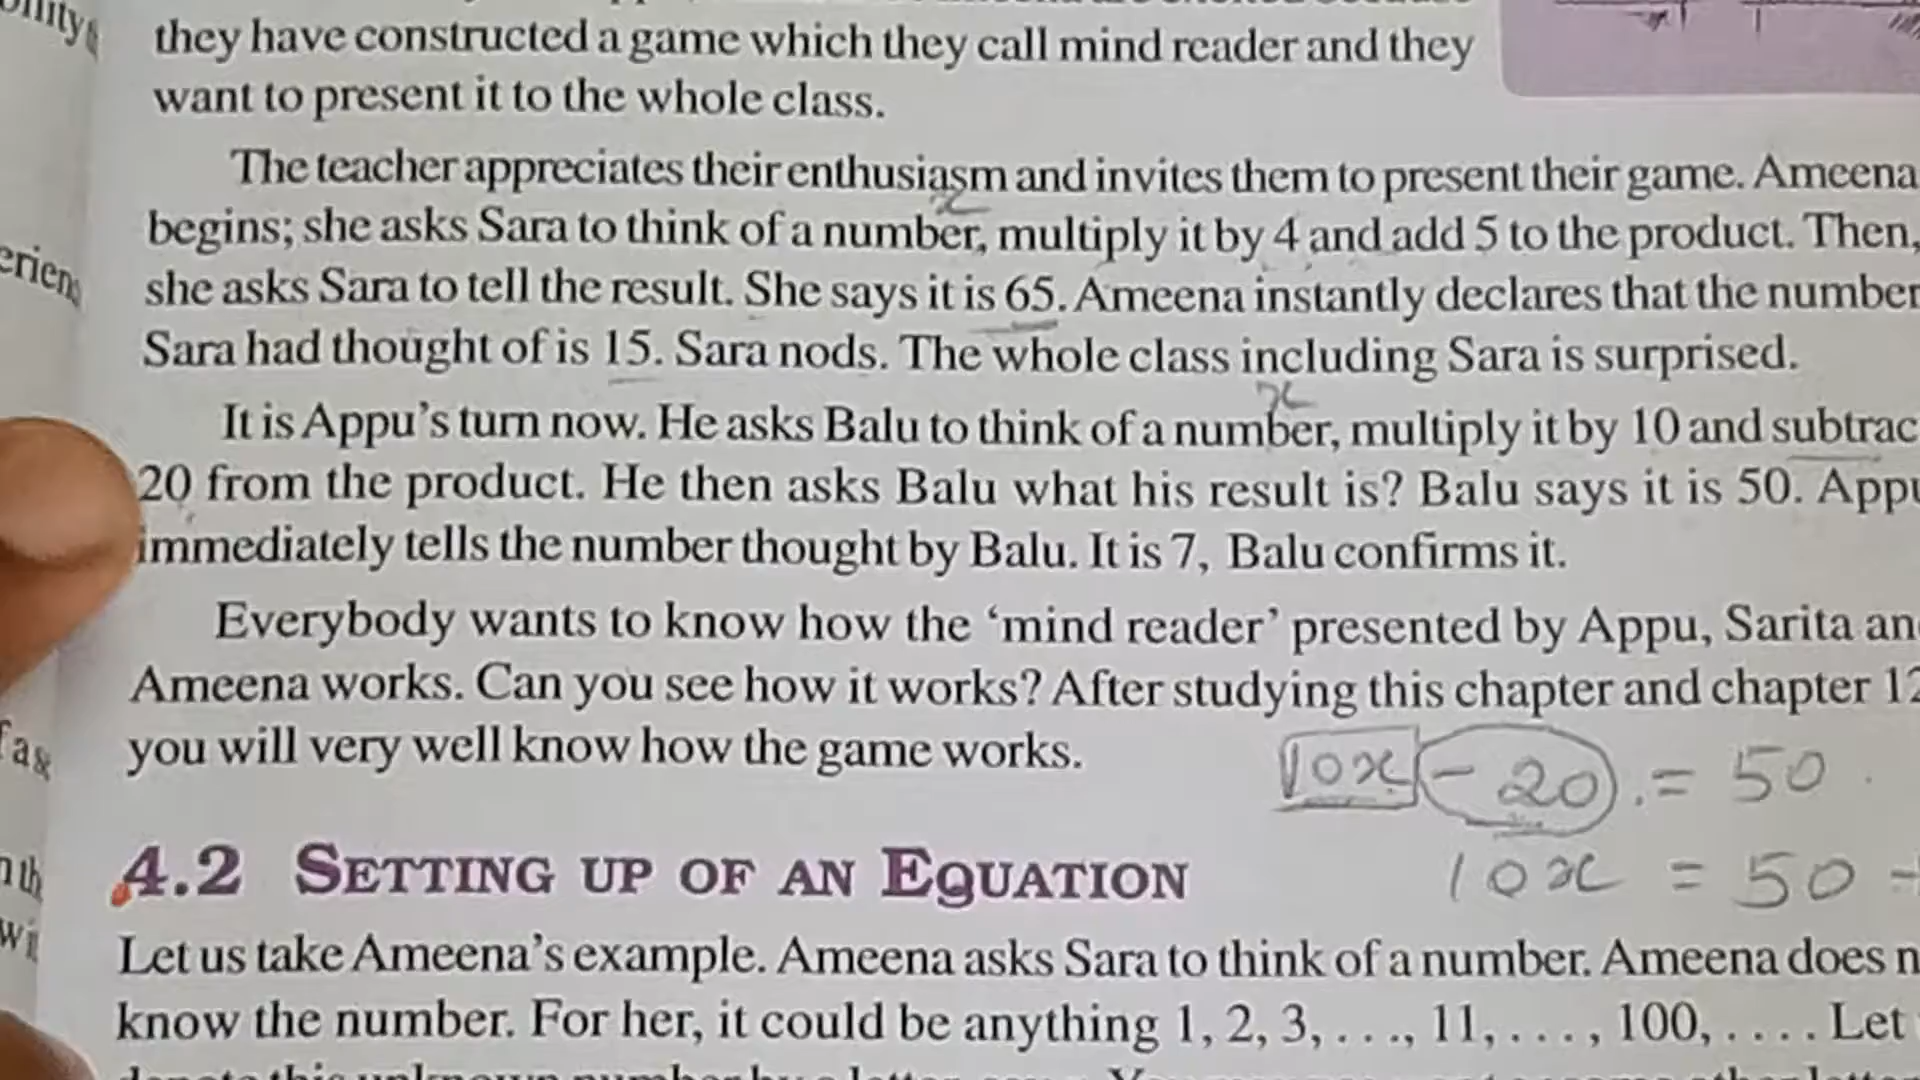 they have constructed a game which they call mind reader and they
want to present it to the whole class.
The teacher appreciates their enthusiasm and invites them to present their game. Ameena
x
begins; she asks Sara to think of a number, multiply it by 4 and add 5 to the product. Then,
she asks Sara to tell the result. She says it is 65. Ameena instantly declares that the number
Sara had thought of is 15. Sara nods. The whole class including Sara is surprised.
x
It is Appu's turn now. He asks Balu to think of a number, multiply it by 10 and subtrac
20 from the product. He then asks Balu what his result is? Balu says it is 50. Appu
immediately tells the number thought by Balu. It is 7, Balu confirms it.
Everybody wants to know how the ‘mind reader’ presented by Appu, Sarita an
Ameena works. Can you see how it works? After studying this chapter and chapter 12
you will very well know how the game works.
10x - 20 = 50
4.2 SETTING UP OF AN EQUATION
10x = 50 +
Let us take Ameena's example. Ameena asks Sara to think of a number. Ameena does n
know the number. For her, it could be anything 1, 2, 3, . . ., 11, . . . , 100, . . . . Let